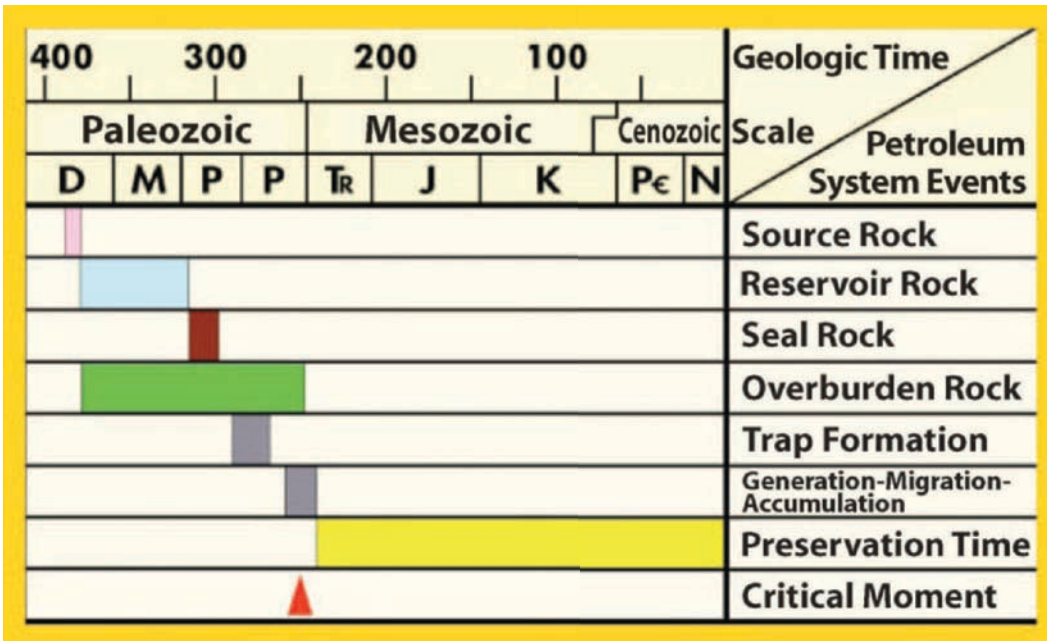 400 300 200 100
Geologic Time
Scale
Petroleum
System Events
Paleozoic Mesozoic Cenozoic
D M P P TR J K P€ N
Source Rock
Reservoir Rock
Seal Rock
Overburden Rock
Trap Formation
Generation-Migration-
Accumulation
Preservation Time
Critical Moment